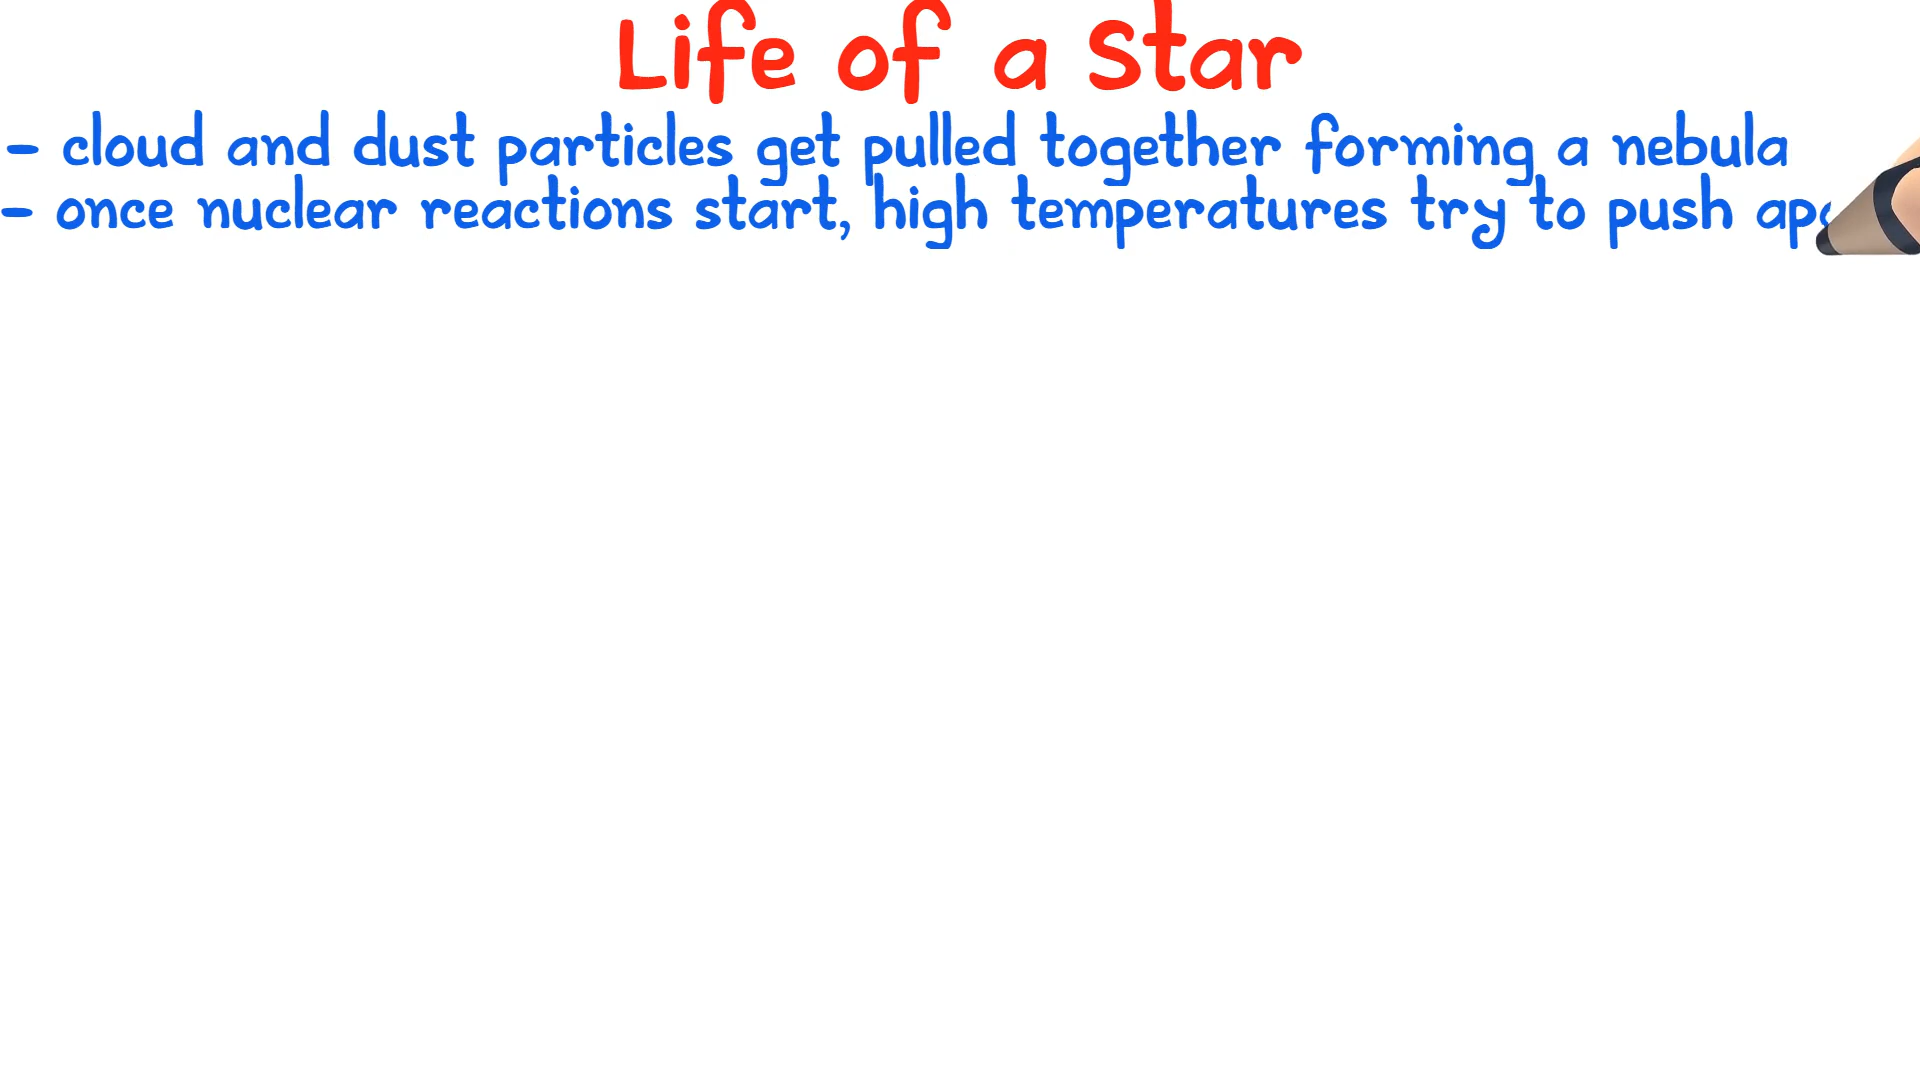 Life of a Star
- cloud and dust particles get pulled together forming a nebula
- once nuclear reactions start, high temperatures try to push